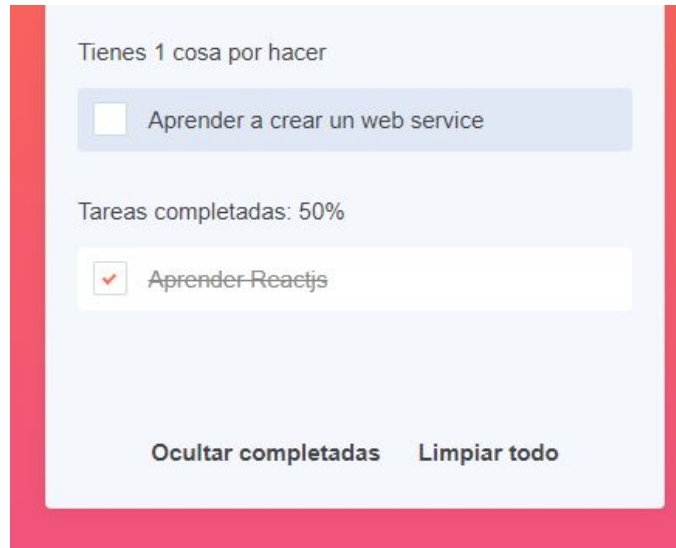 Tienes 1 cosa por hacer
Aprender a crear un web service
Tareas completadas: 50%
Aprender Reactjs
Ocultar completadas Limpiar todo